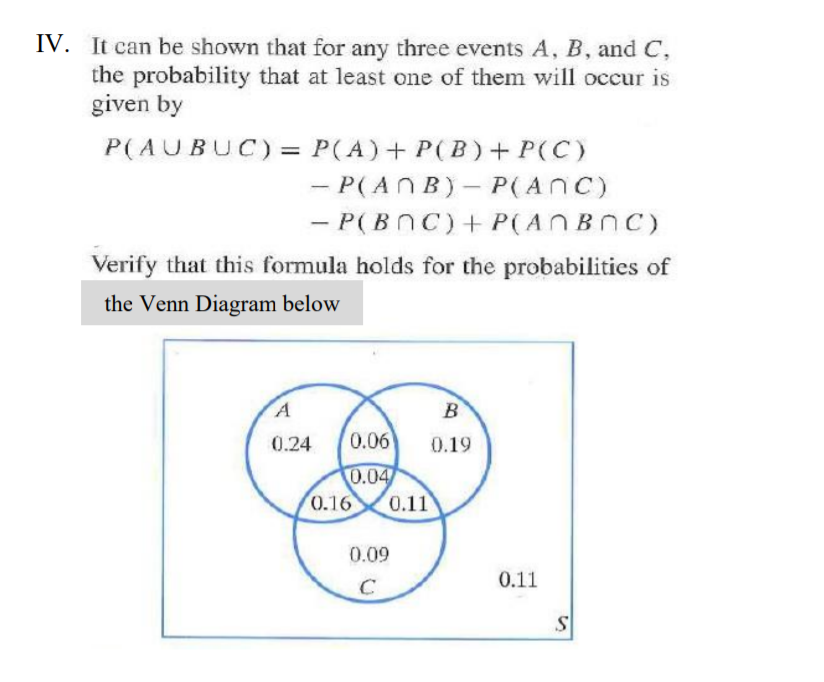 IV. It can be shown that for any three events A, B, and C,
the probability that at least one of them will occur is
given by
P(A ∪ B ∪ C) = P(A) + P(B) + P(C)
− P(A ∩ B) − P(A ∩ C)
− P(B ∩ C) + P(A ∩ B ∩ C)
Verify that this formula holds for the probabilities of
the Venn Diagram below
A B
0.24 0.06 0.19
0.04
0.16 0.11
0.09
C 0.11
S